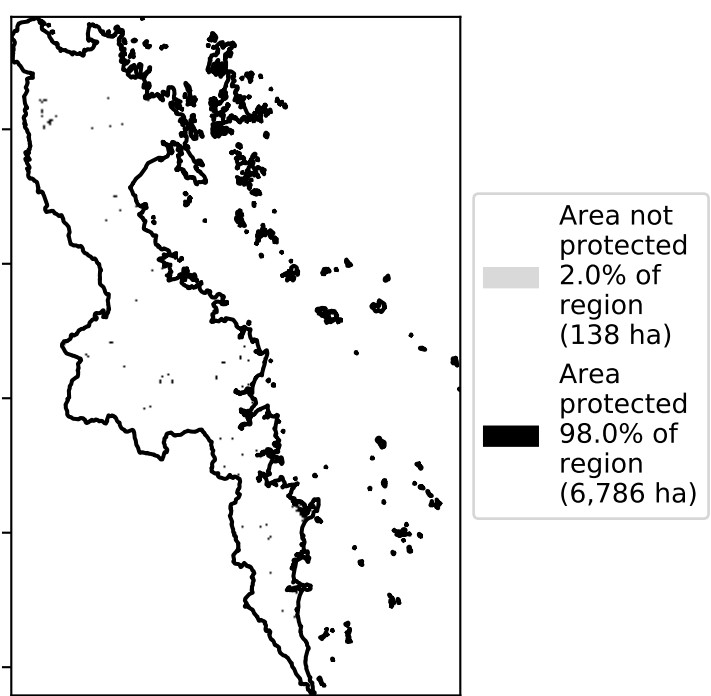 Area not
protected
2.0% of
region
(138 ha)
Area
protected
98.0% of
region
(6,786 ha)